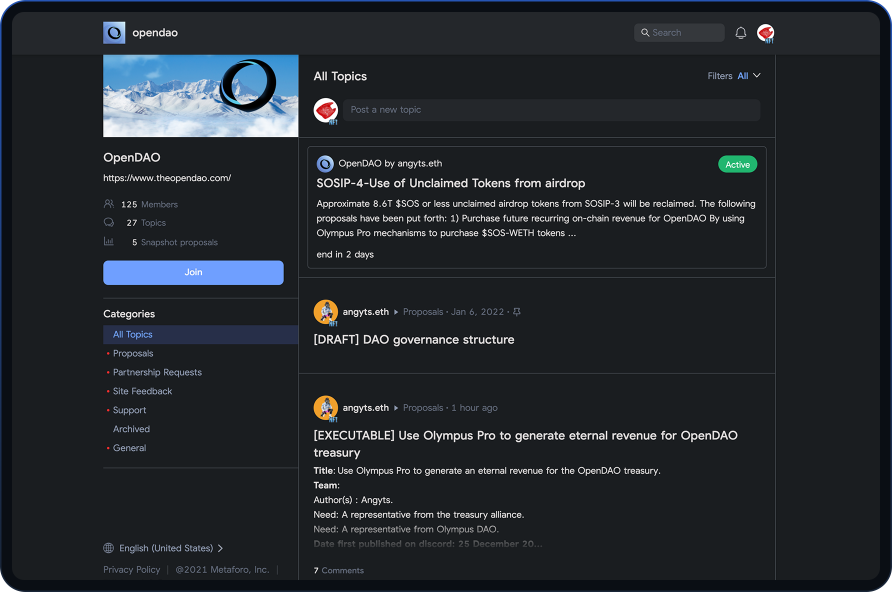 opendao
Search
OpenDAO
https://www.theopendao.com/
125 Members
27 Topics
5 Snapshot proposals
Join
Categories
All Topics
Proposals
Partnership Requests
Site Feedback
Support
Archived
General
English (United States)
Privacy Policy | @2021 Metaforo, Inc. |
All Topics
Filters All
Post a new topic
OpenDAO by angyts.eth
Active
SOSIP-4-Use of Unclaimed Tokens from airdrop
Approximate 8.6T $SOS or less unclaimed airdrop tokens from SOSIP-3 will be reclaimed. The following
proposals have been put forth: 1) Purchase future recurring on-chain revenue for OpenDAO By using
Olympus Pro mechanisms to purchase $SOS-WETH tokens ...
end in 2 days
angyts.eth Proposals · Jan 6, 2022 ·
[DRAFT] DAO governance structure
angyts.eth Proposals · 1 hour ago
[EXECUTABLE] Use Olympus Pro to generate eternal revenue for OpenDAO
treasury
Title: Use Olympus Pro to generate an eternal revenue for the OpenDAO treasury.
Team:
Author(s) : Angyts.
Need: A representative from the treasury alliance.
Need: A representative from Olympus DAO.
Date first published on discord: 25 December 20...
7 Comments